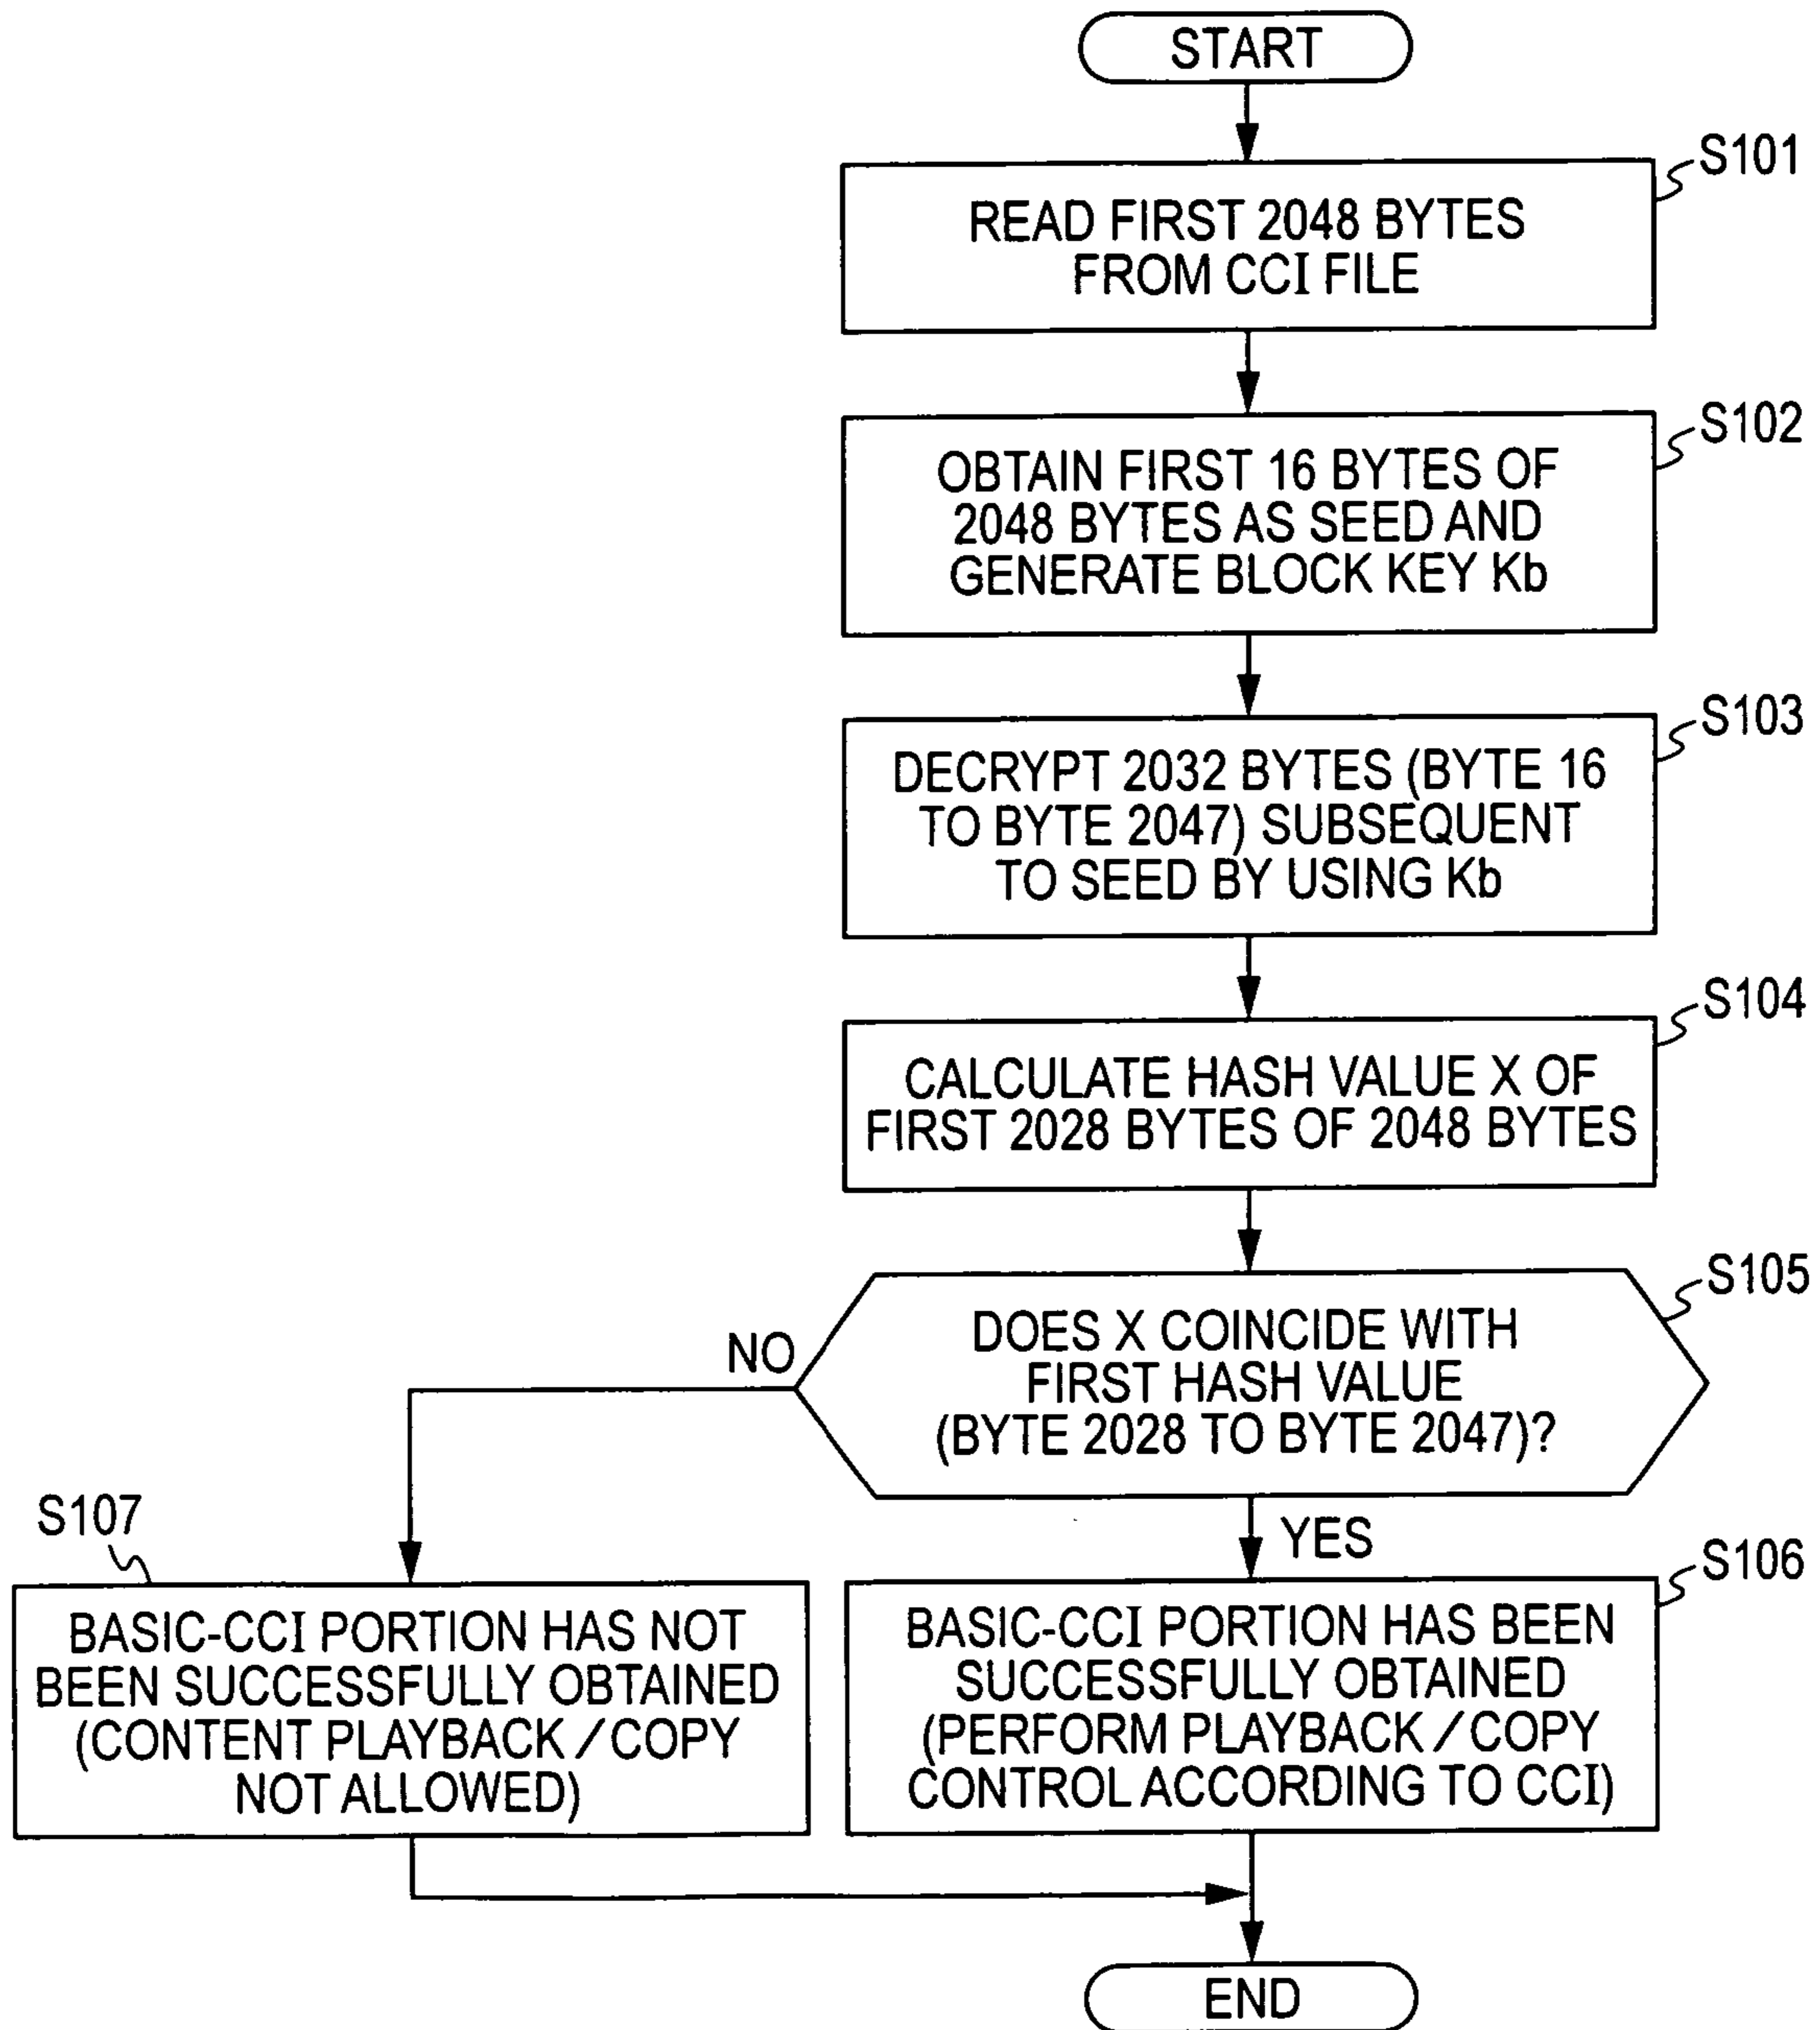 START
S101
READ FIRST 2048 BYTES
FROM CCI FILE
S102
OBTAIN FIRST 16 BYTES OF
2048 BYTES AS SEED AND
GENERATE BLOCK KEY Kb
S103
DECRYPT 2032 BYTES (BYTE 16
TO BYTE 2047) SUBSEQUENT
TO SEED BY USING Kb
S104
CALCULATE HASH VALUE X OF
FIRST 2028 BYTES OF 2048 BYTES
S105
DOES X COINCIDE WITH
FIRST HASH VALUE
(BYTE 2028 TO BYTE 2047)?
NO
YES
S107
BASIC-CCI PORTION HAS NOT
BEEN SUCCESSFULLY OBTAINED
(CONTENT PLAYBACK/COPY
NOT ALLOWED)
S106
BASIC-CCI PORTION HAS BEEN
SUCCESSFULLY OBTAINED
(PERFORM PLAYBACK/COPY
CONTROL ACCORDING TO CCI)
END